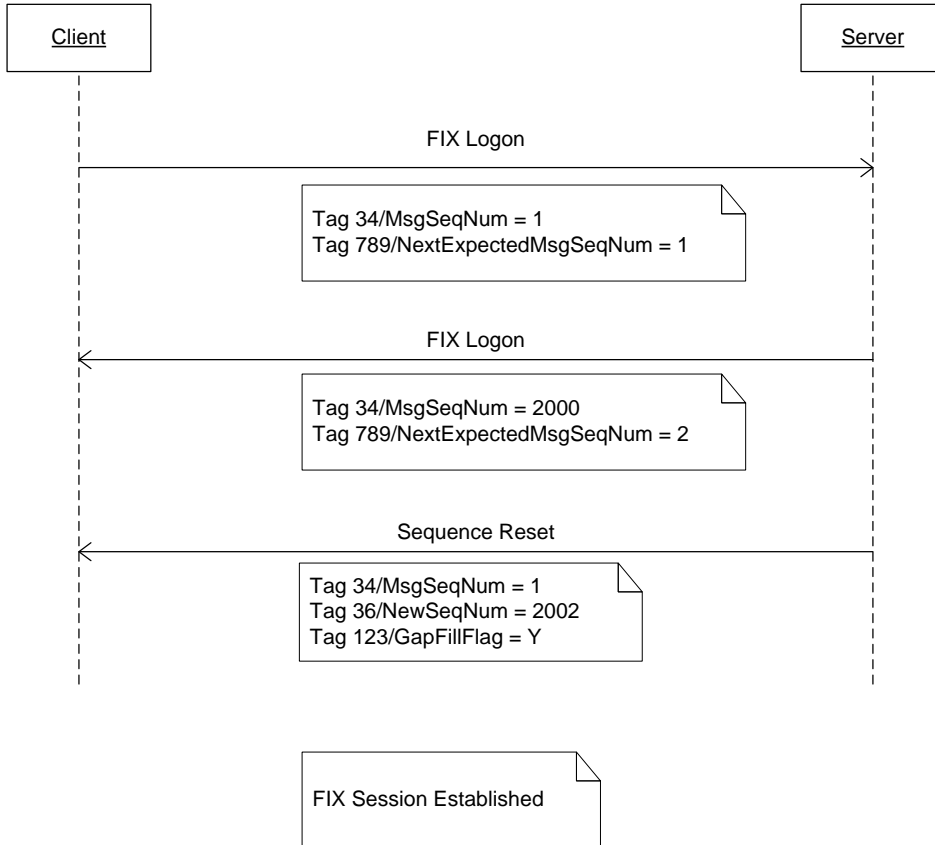 Client
Server
FIX Logon
Tag 34/MsgSeqNum = 1
Tag 789/NextExpectedMsgSeqNum = 1
FIX Logon
Tag 34/MsgSeqNum = 2000
Tag 789/NextExpectedMsgSeqNum = 2
Sequence Reset
Tag 34/MsgSeqNum = 1
Tag 36/NewSeqNum = 2002
Tag 123/GapFillFlag = Y
FIX Session Established